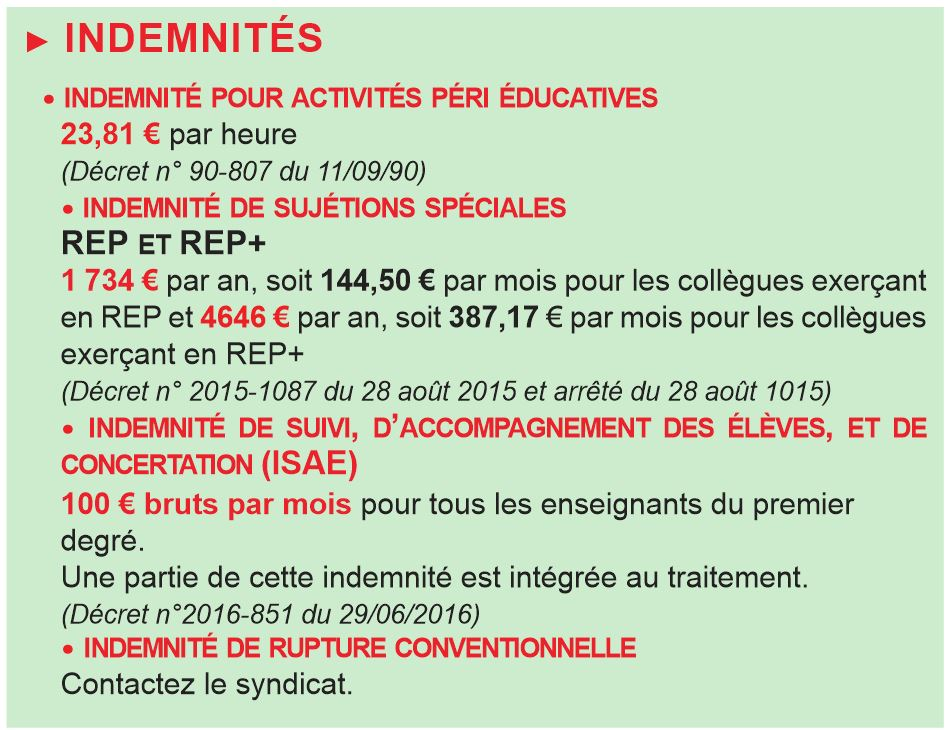 ► INDEMNITÉS
• INDEMNITÉ POUR ACTIVITÉS PÉRI ÉDUCATIVES
23,81 € par heure
(Décret n° 90-807 du 11/09/90)
• INDEMNITÉ DE SUJÉTIONS SPÉCIALES
REP ET REP+
1 734 € par an, soit 144,50 € par mois pour les collègues exerçant
en REP et 4646 € par an, soit 387,17 € par mois pour les collègues
exerçant en REP+
(Décret n° 2015-1087 du 28 août 2015 et arrêté du 28 août 1015)
• INDEMNITÉ DE SUIVI, D’ACCOMPAGNEMENT DES ÉLÈVES, ET DE
CONCERTATION (ISAE)
100 € bruts par mois pour tous les enseignants du premier
degré.
Une partie de cette indemnité est intégrée au traitement.
(Décret n°2016-851 du 29/06/2016)
• INDEMNITÉ DE RUPTURE CONVENTIONNELLE
Contactez le syndicat.